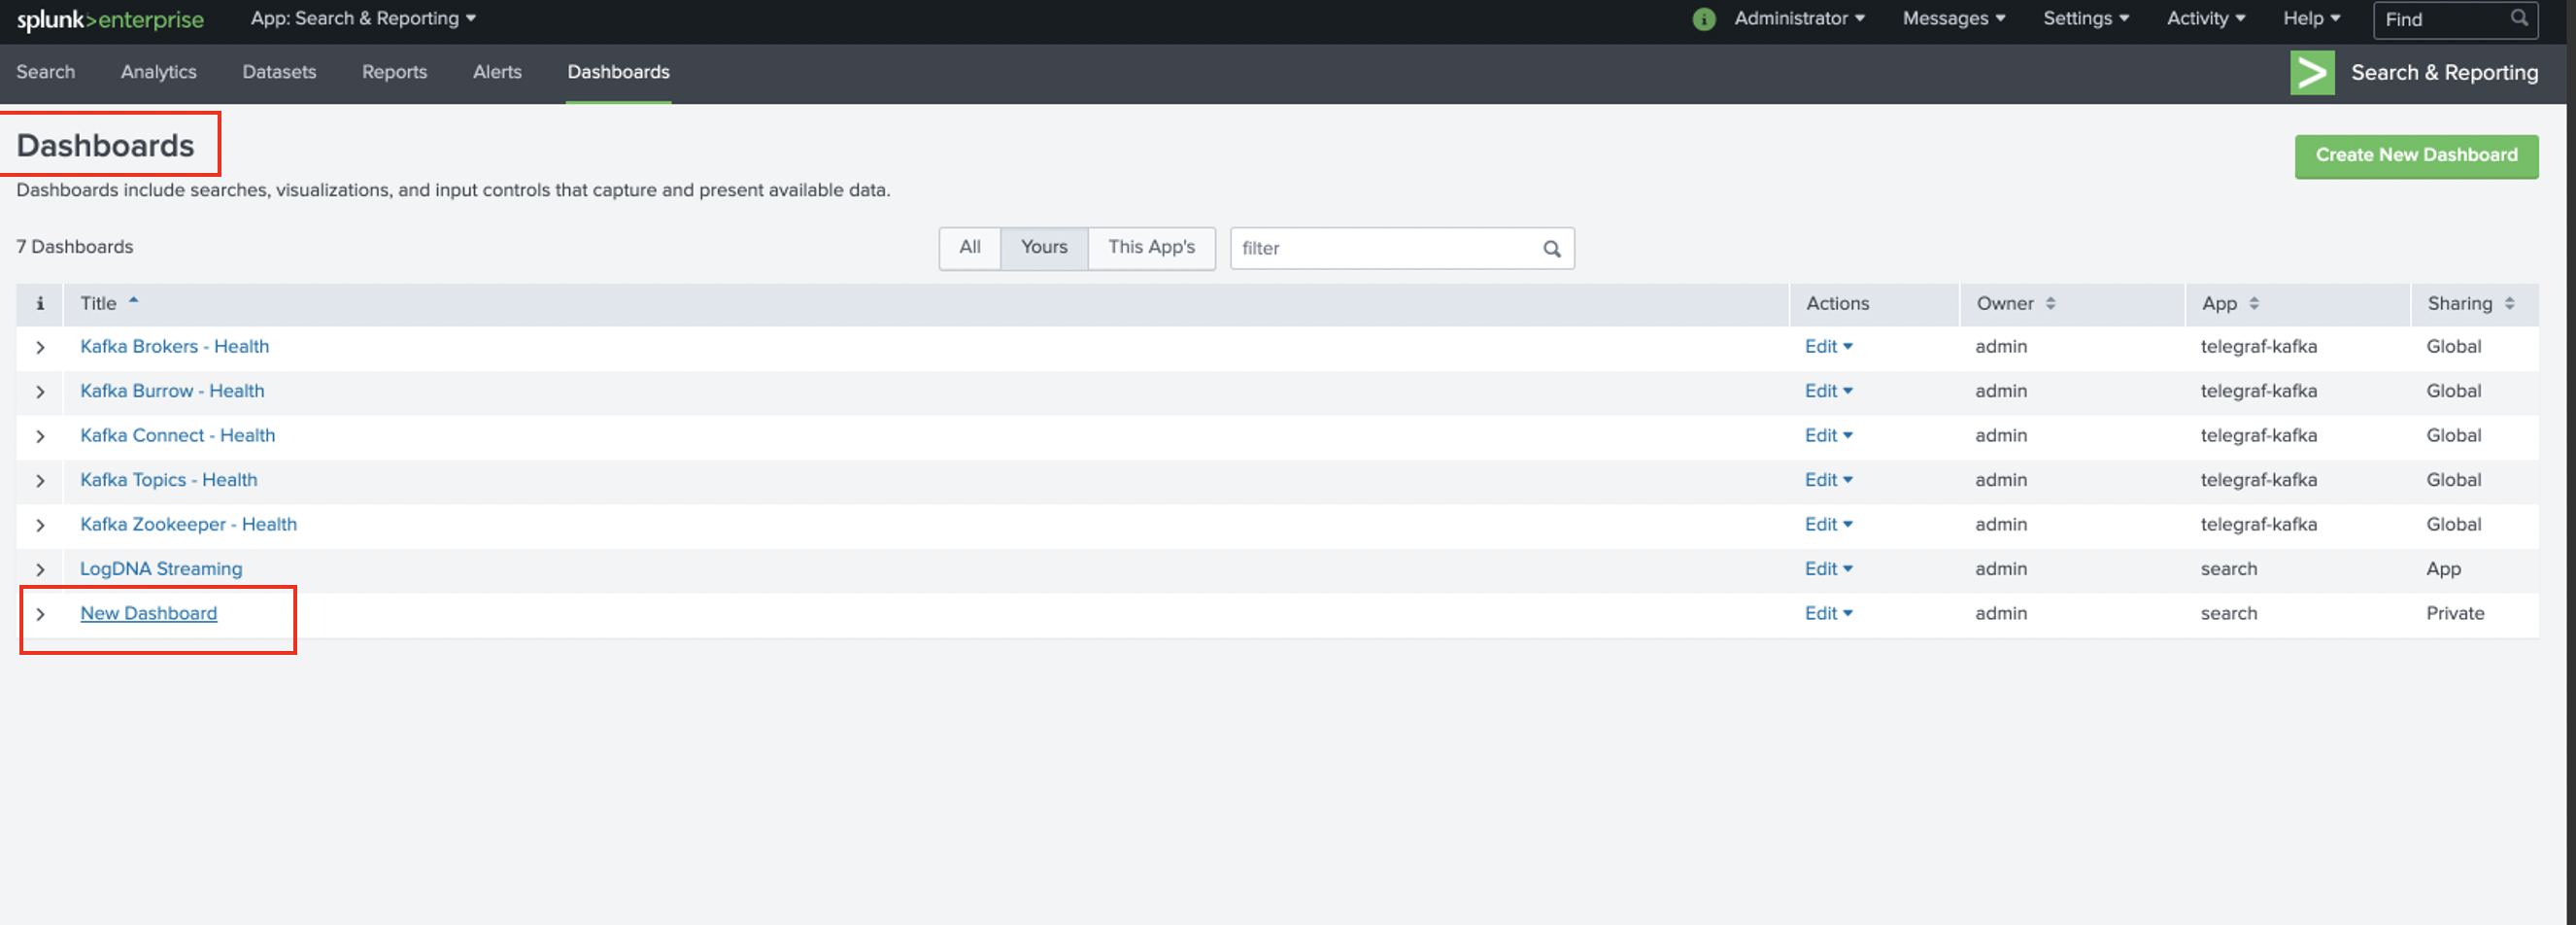 splunk>enterprise App: Search & Reporting Administrator Messages Settings Activity Help Find
Search Analytics Datasets Reports Alerts Dashboards Search & Reporting
Dashboards
Create New Dashboard
Dashboards include searches, visualizations, and input controls that capture and present available data.
7 Dashboards All Yours This App's filter
i Title Actions Owner App Sharing
Kafka Brokers - Health Edit admin telegraf-kafka Global
Kafka Burrow - Health Edit admin telegraf-kafka Global
Kafka Connect - Health Edit admin telegraf-kafka Global
Kafka Topics - Health Edit admin telegraf-kafka Global
Kafka Zookeeper - Health Edit admin telegraf-kafka Global
LogDNA Streaming Edit admin search App
New Dashboard Edit admin search Private